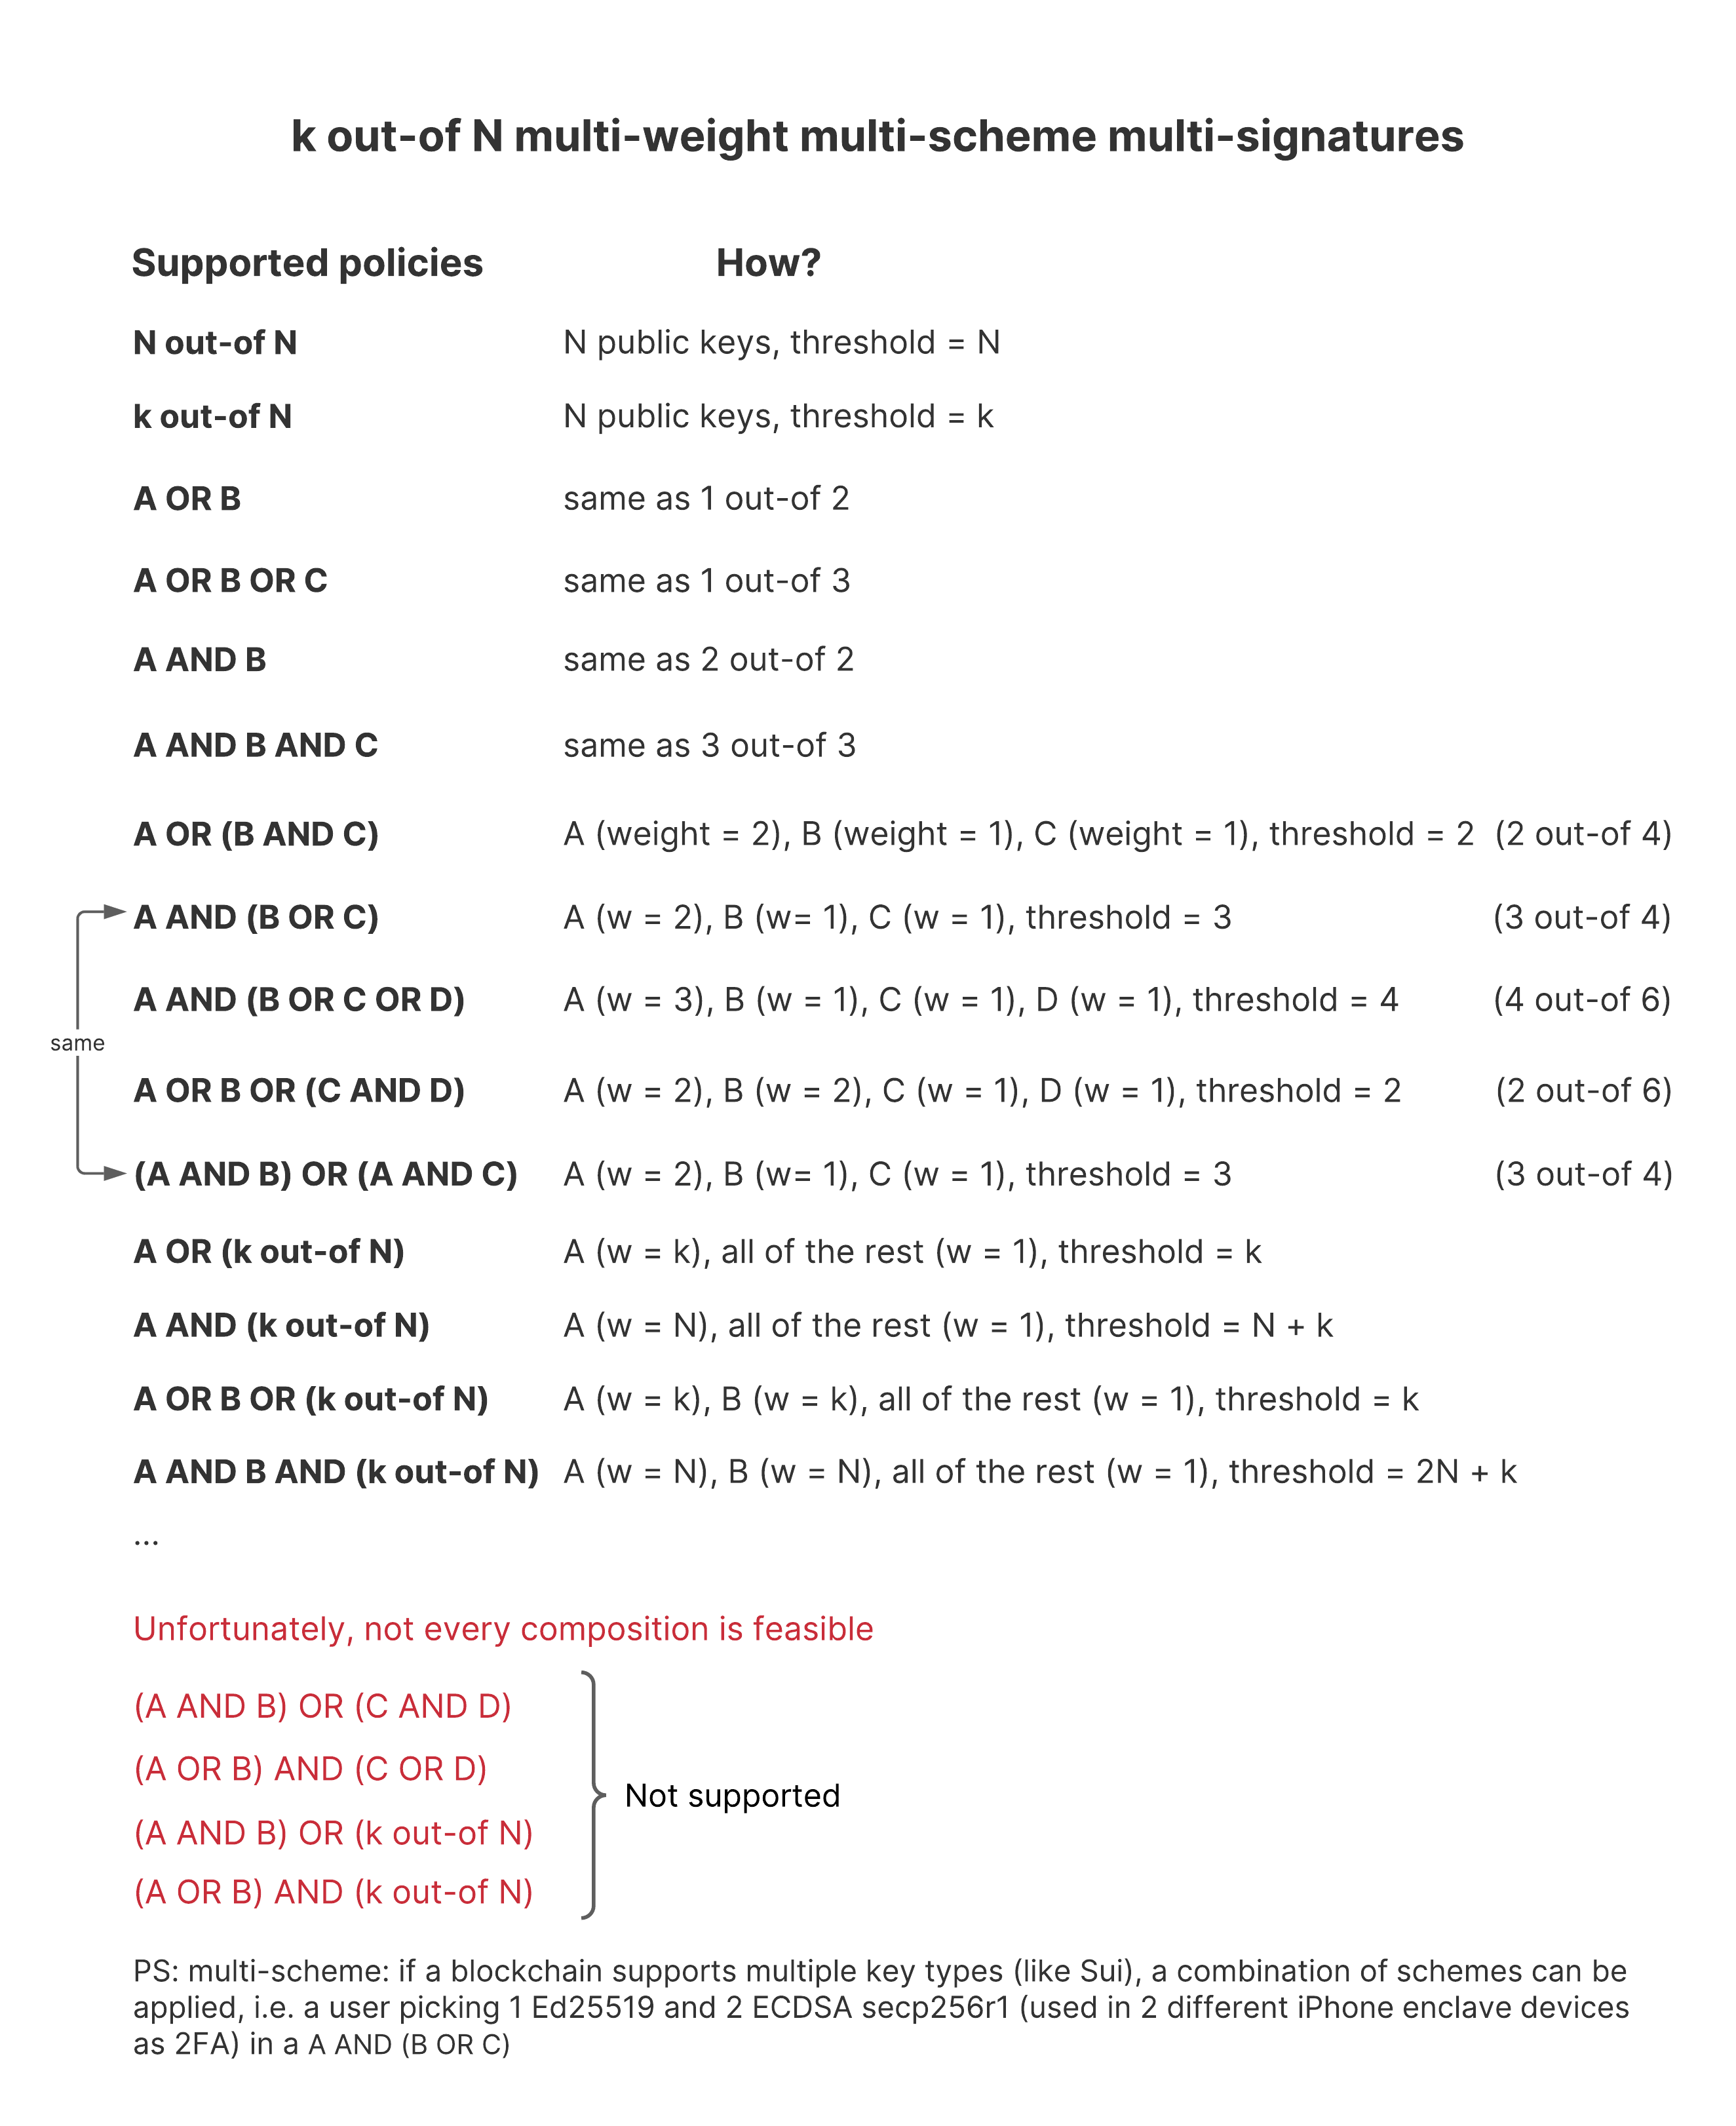 k out-of N multi-weight multi-scheme multi-signatures
Supported policies How?
N out-of N N public keys, threshold = N
k out-of N N public keys, threshold = k
A OR B same as 1 out-of 2
A OR B OR C same as 1 out-of 3
A AND B same as 2 out-of 2
A AND B AND C same as 3 out-of 3
A OR (B AND C) A (weight = 2), B (weight = 1), C (weight = 1), threshold = 2 (2 out-of 4)
A AND (B OR C) A (w = 2), B (w= 1), C (w = 1), threshold = 3 (3 out-of 4)
A AND (B OR C OR D) A (w = 3), B (w = 1), C (w = 1), D (w = 1), threshold = 4 (4 out-of 6)
same
A OR B OR (C AND D) A (w = 2), B (w = 2), C (w = 1), D (w = 1), threshold = 2 (2 out-of 6)
(A AND B) OR (A AND C) A (w = 2), B (w= 1), C (w = 1), threshold = 3 (3 out-of 4)
A OR (k out-of N) A (w = k), all of the rest (w = 1), threshold = k
A AND (k out-of N) A (w = N), all of the rest (w = 1), threshold = N + k
A OR B OR (k out-of N) A (w = k), B (w = k), all of the rest (w = 1), threshold = k
A AND B AND (k out-of N) A (w = N), B (w = N), all of the rest (w = 1), threshold = 2N + k
...
Unfortunately, not every composition is feasible
(A AND B) OR (C AND D)
(A OR B) AND (C OR D)
Not supported
(A AND B) OR (k out-of N)
(A OR B) AND (k out-of N)
PS: multi-scheme: if a blockchain supports multiple key types (like Sui), a combination of schemes can be
applied, i.e. a user picking 1 Ed25519 and 2 ECDSA secp256r1 (used in 2 different iPhone enclave devices
as 2FA) in a A AND (B OR C)